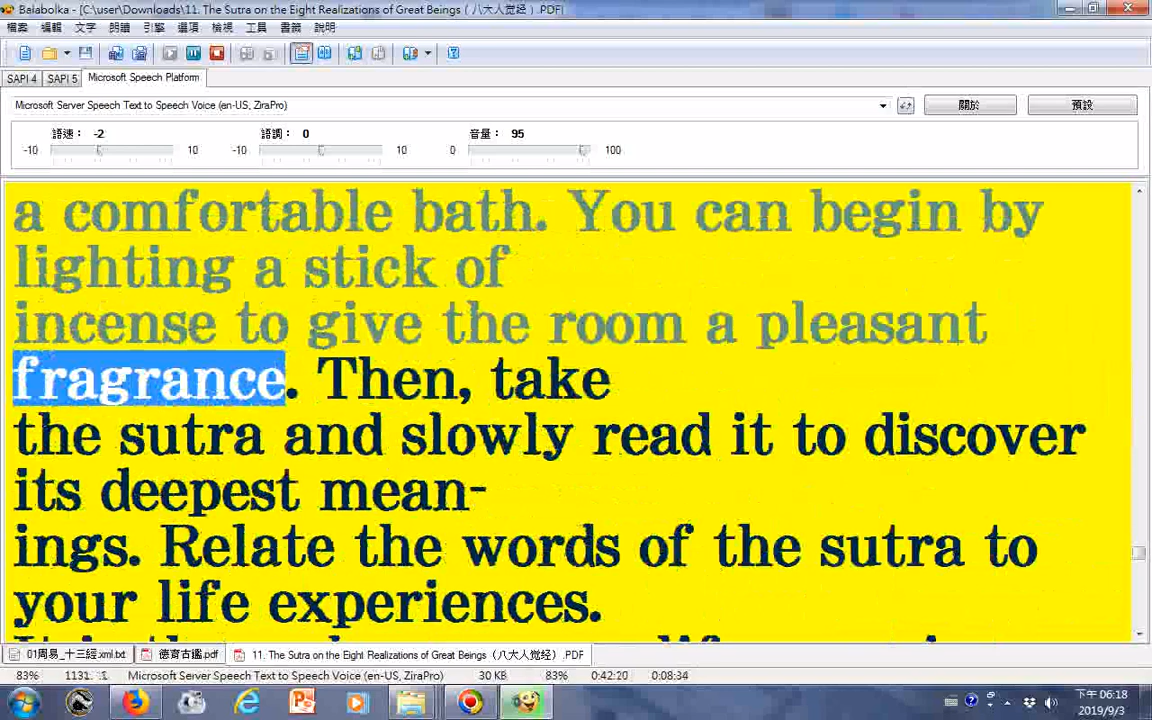 Balabolka - [C:\user\Downloads\11. The Sutra on the Eight Realizations of Great Beings（八大人觉经）.PDF]
檔案 編輯 文字 朗讀 引擎 選項 檢視 工具 書籤 說明
SAPI 4 SAPI 5 Microsoft Speech Platform
Microsoft Server Speech Text to Speech Voice (en-US, ZiraPro) 關於 預設
語速： -2 語調： 0 音量： 95
-10 10 -10 10 0 100
a comfortable bath. You can begin by
lighting a stick of
incense to give the room a pleasant
fragrance. Then, take
the sutra and slowly read it to discover
its deepest mean-
ings. Relate the words of the sutra to
your life experiences.
01周易_十三經.xml.txt 德育古鑑.pdf 11. The Sutra on the Eight Realizations of Great Beings（八大人觉经）.PDF
83% 1131: 1 Microsoft Server Speech Text to Speech Voice (en-US, ZiraPro) 30 KB 83% 0:42:20 0:08:34
下午 06:18
2019/9/3